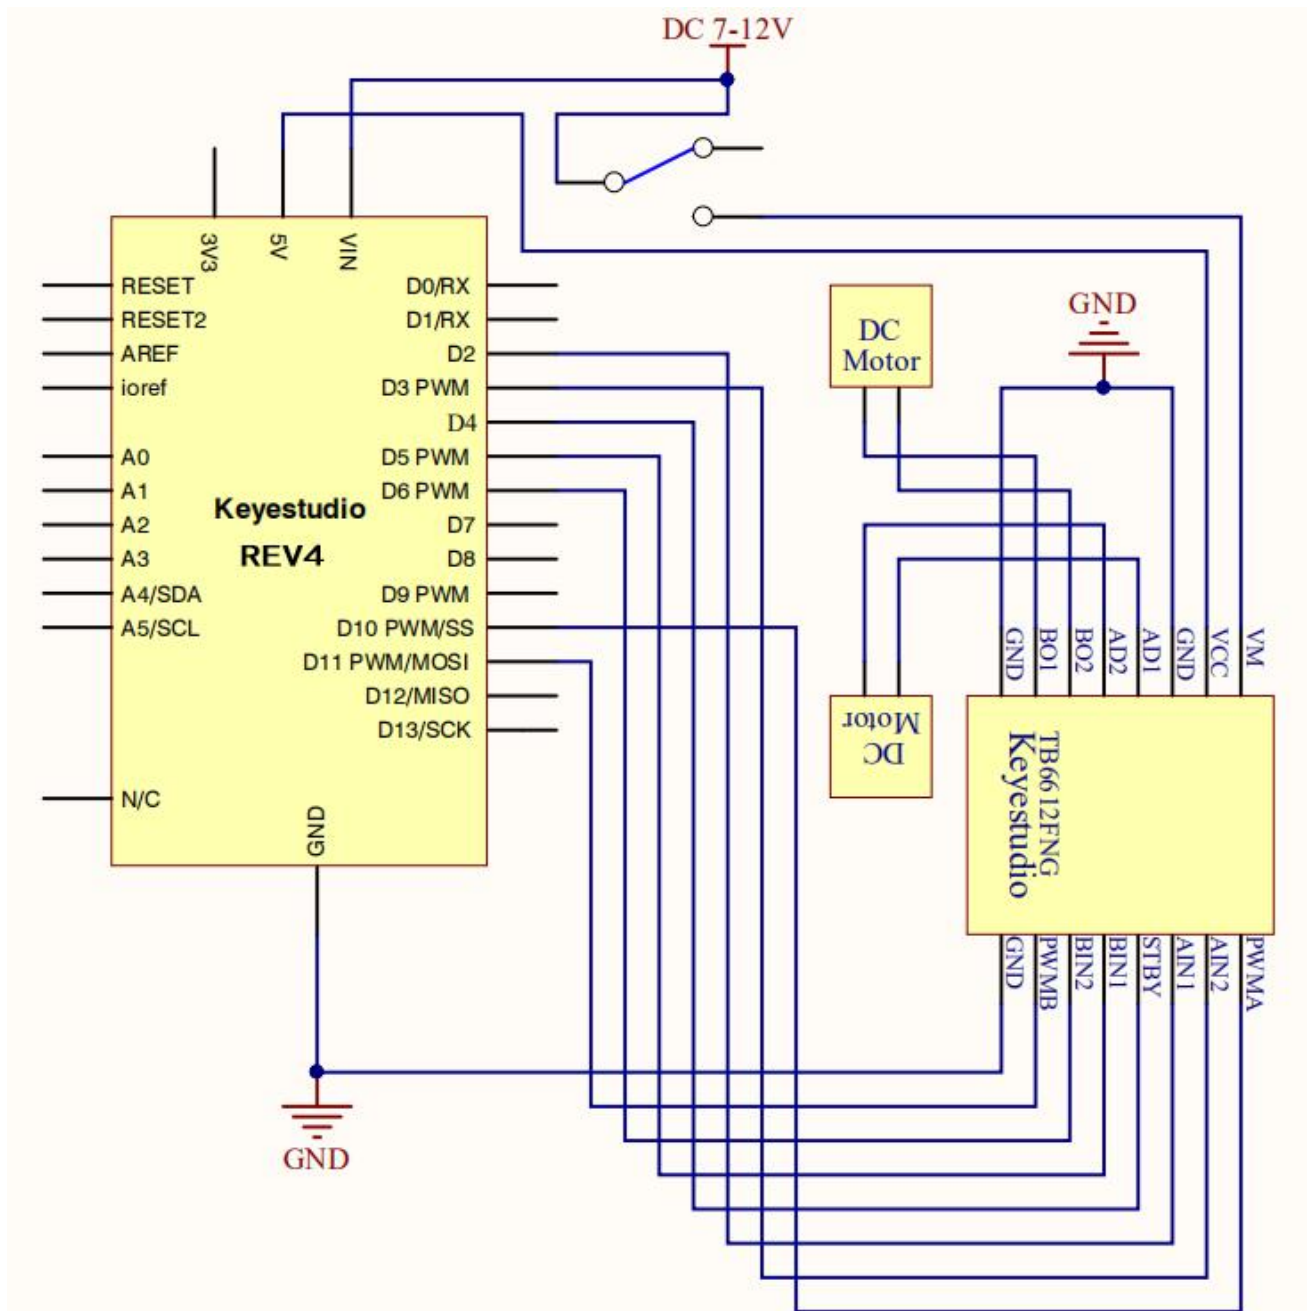 DC 7-12V
3V3
5V
VIN
RESET
RESET2
AREF
ioref
A0
A1
A2
A3
A4/SDA
A5/SCL
N/C
Keyestudio
REV4
D0/RX
D1/RX
D2
D3 PWM
D4
D5 PWM
D6 PWM
D7
D8
D9 PWM
D10 PWM/SS
D11 PWM/MOSI
D12/MISO
D13/SCK
GND
GND
DC
Motor
GND
DC
Motor
GND
BO1
BO2
AD2
AD1
GND
VCC
VM
TB6612FNG
Keyestudio
GND
PWMB
BIN2
BIN1
STBY
AIN1
AIN2
PWMA